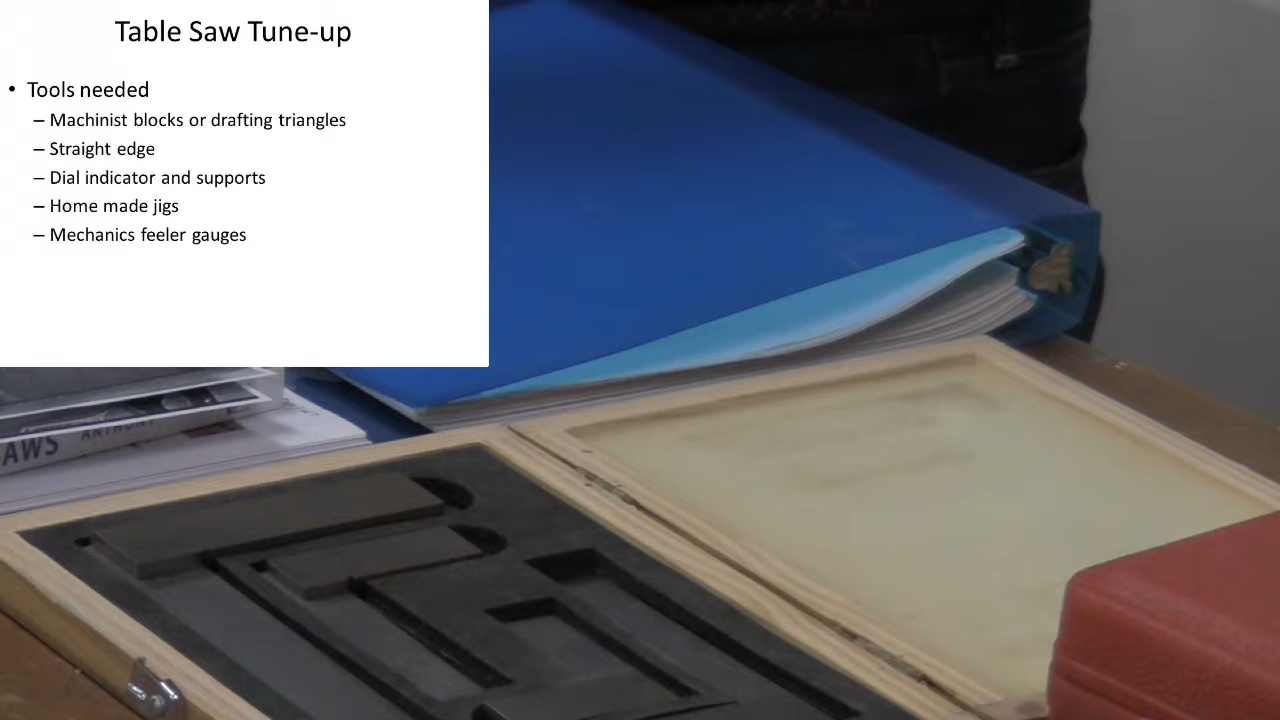 Table Saw Tune-up
• Tools needed
– Machinist blocks or drafting triangles
– Straight edge
– Dial indicator and supports
– Home made jigs
– Mechanics feeler gauges
AWS ANTHONY